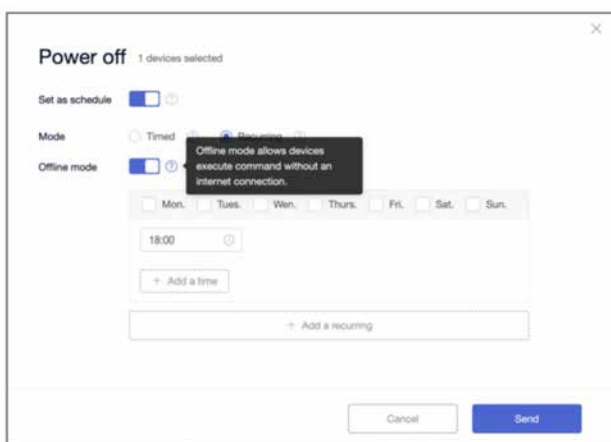 Power off 1 devices selected
Set as schedule
Mode Timed Recurring
Offline mode
Offline mode allows devices
execute command without an
internet connection.
Mon. Tues. Wen. Thurs. Fri. Sat. Sun.
18:00
+ Add a time
+ Add a recurring
Cancel Send